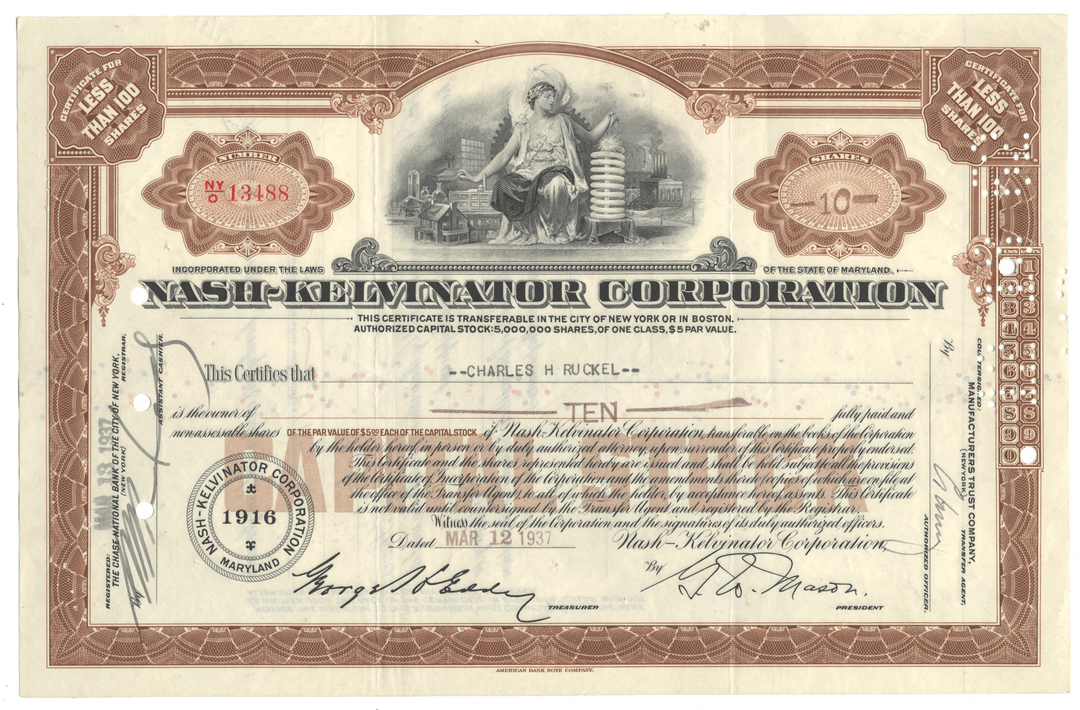 CERTIFICATE FOR
LESS
THAN 100
SHARES
CERTIFICATE FOR
LESS
THAN 100
SHARES
NUMBER
NY
O 13488
SHARES
-10-
INCORPORATED UNDER THE LAWS
OF THE STATE OF MARYLAND.
NASH-KELVINATOR CORPORATION
THIS CERTIFICATE IS TRANSFERABLE IN THE CITY OF NEW YORK OR IN BOSTON.
AUTHORIZED CAPITAL STOCK: 5,000,000 SHARES, OF ONE CLASS, $5 PAR VALUE.
This Certifies that --CHARLES H RUCKEL--
is the owner of TEN fully paid and
non-assessable shares OF THE PAR VALUE OF $5.00 EACH OF THE CAPITAL STOCK of Nash-Kelvinator Corporation, transferable on the books of the Corporation
by the holder hereof, in person or by duly authorized attorney, upon surrender of this Certificate properly endorsed.
This Certificate and the shares represented hereby are issued and shall be held subject to all the provisions
of the Certificate of Incorporation of the Corporation and the amendments thereto (copies of which are on file at
the office of the Transfer Agent), to all of which the holder, by acceptance hereof, assents. This Certificate
is not valid until countersigned by the Transfer Agent and registered by the Registrar.
Witness the seal of the Corporation and the signatures of its duly authorized officers.
Dated MAR 12 1937
Nash-Kelvinator Corporation,
By G. W. Mason.
TREASURER
PRESIDENT
NASH-KELVINATOR CORPORATION
1916
MARYLAND
REGISTERED: MAR 13 1937
THE CHASE NATIONAL BANK OF THE CITY OF NEW YORK,
(NEW YORK) REGISTRAR,
By
ASSISTANT CASHIER.
COUNTERSIGNED:
MANUFACTURERS TRUST COMPANY,
(NEW YORK) TRANSFER AGENT,
By
AUTHORIZED OFFICER.
AMERICAN BANK NOTE COMPANY.